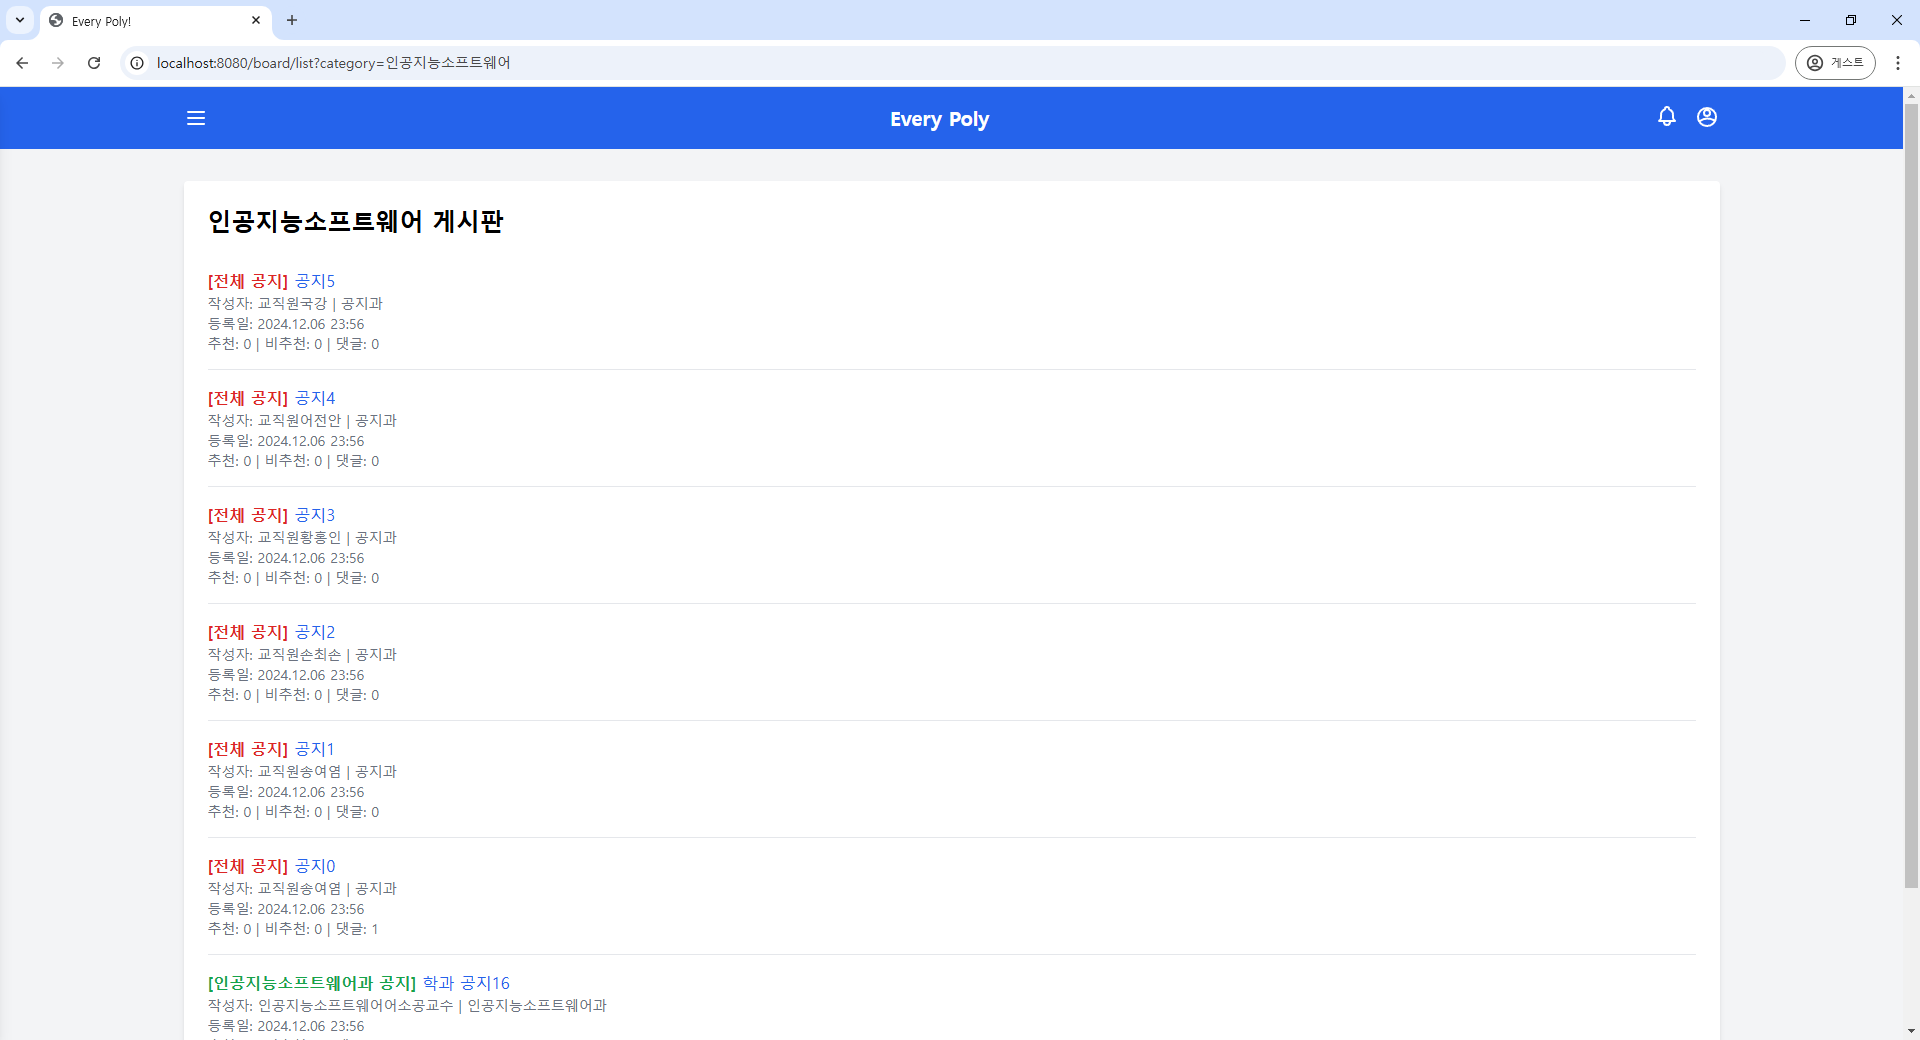 Every Poly!
localhost:8080/board/list?category=인공지능소프트웨어
게스트
Every Poly
인공지능소프트웨어 게시판
[전체 공지] 공지5
작성자: 교직원국강 | 공지과
등록일: 2024.12.06 23:56
추천: 0 | 비추천: 0 | 댓글: 0
[전체 공지] 공지4
작성자: 교직원어전안 | 공지과
등록일: 2024.12.06 23:56
추천: 0 | 비추천: 0 | 댓글: 0
[전체 공지] 공지3
작성자: 교직원황홍인 | 공지과
등록일: 2024.12.06 23:56
추천: 0 | 비추천: 0 | 댓글: 0
[전체 공지] 공지2
작성자: 교직원손최손 | 공지과
등록일: 2024.12.06 23:56
추천: 0 | 비추천: 0 | 댓글: 0
[전체 공지] 공지1
작성자: 교직원송여염 | 공지과
등록일: 2024.12.06 23:56
추천: 0 | 비추천: 0 | 댓글: 0
[전체 공지] 공지0
작성자: 교직원송여염 | 공지과
등록일: 2024.12.06 23:56
추천: 0 | 비추천: 0 | 댓글: 1
[인공지능소프트웨어과 공지] 학과 공지16
작성자: 인공지능소프트웨어어소공교수 | 인공지능소프트웨어과
등록일: 2024.12.06 23:56